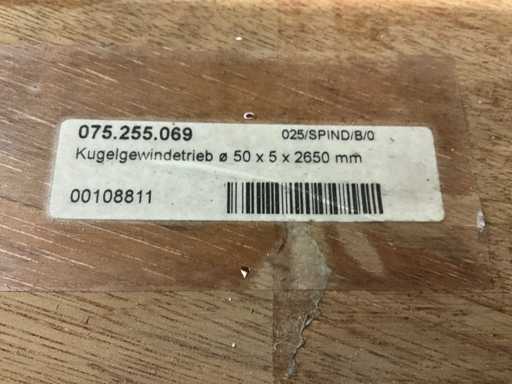 075.255.069 025/SPIND/B/0
Kugelgewindetrieb ø 50 x 5 x 2650 mm
00108811